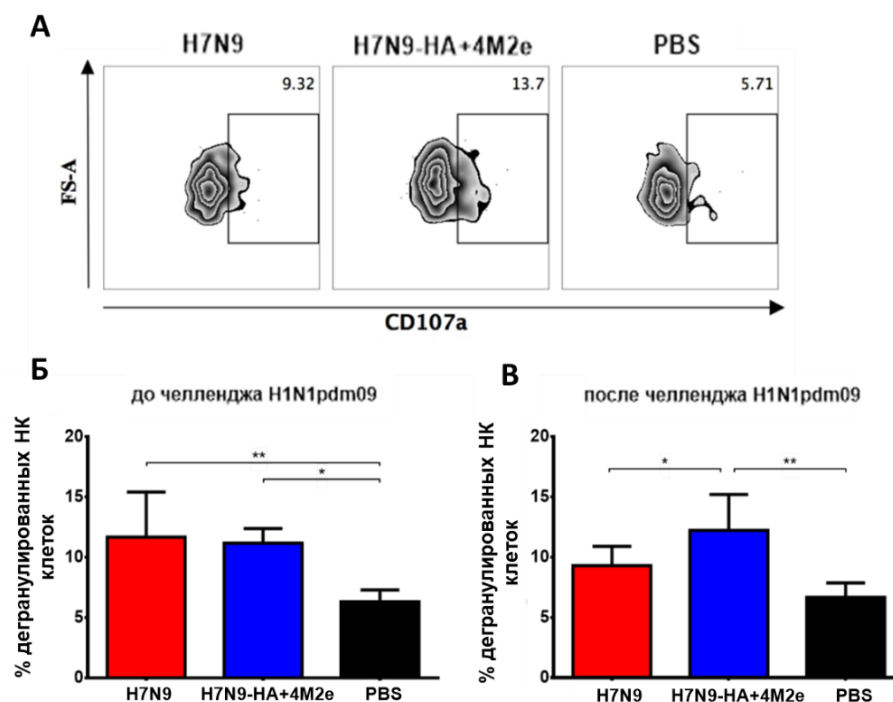 А
H7N9
H7N9-HA+4M2e
PBS
9.32
13.7
5.71
FS-A
CD107a
Б
до челленджа H1N1pdm09
% дегранулированных НК
клеток
20
15
10
5
0
**
*
H7N9
H7N9-HA+4M2e
PBS
В
после челленджа H1N1pdm09
% дегранулированных НК
клеток
20
15
10
5
0
*
**
H7N9
H7N9-HA+4M2e
PBS